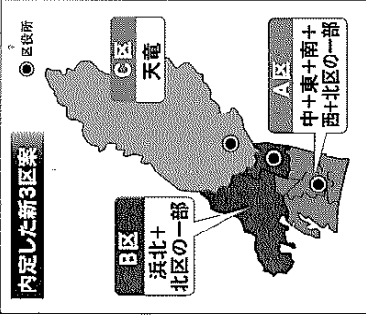 内定した新3区案
◉区役所
C区
天竜
B区
浜北+
北区の一部
A区
中+東+南+
西+北区の一部